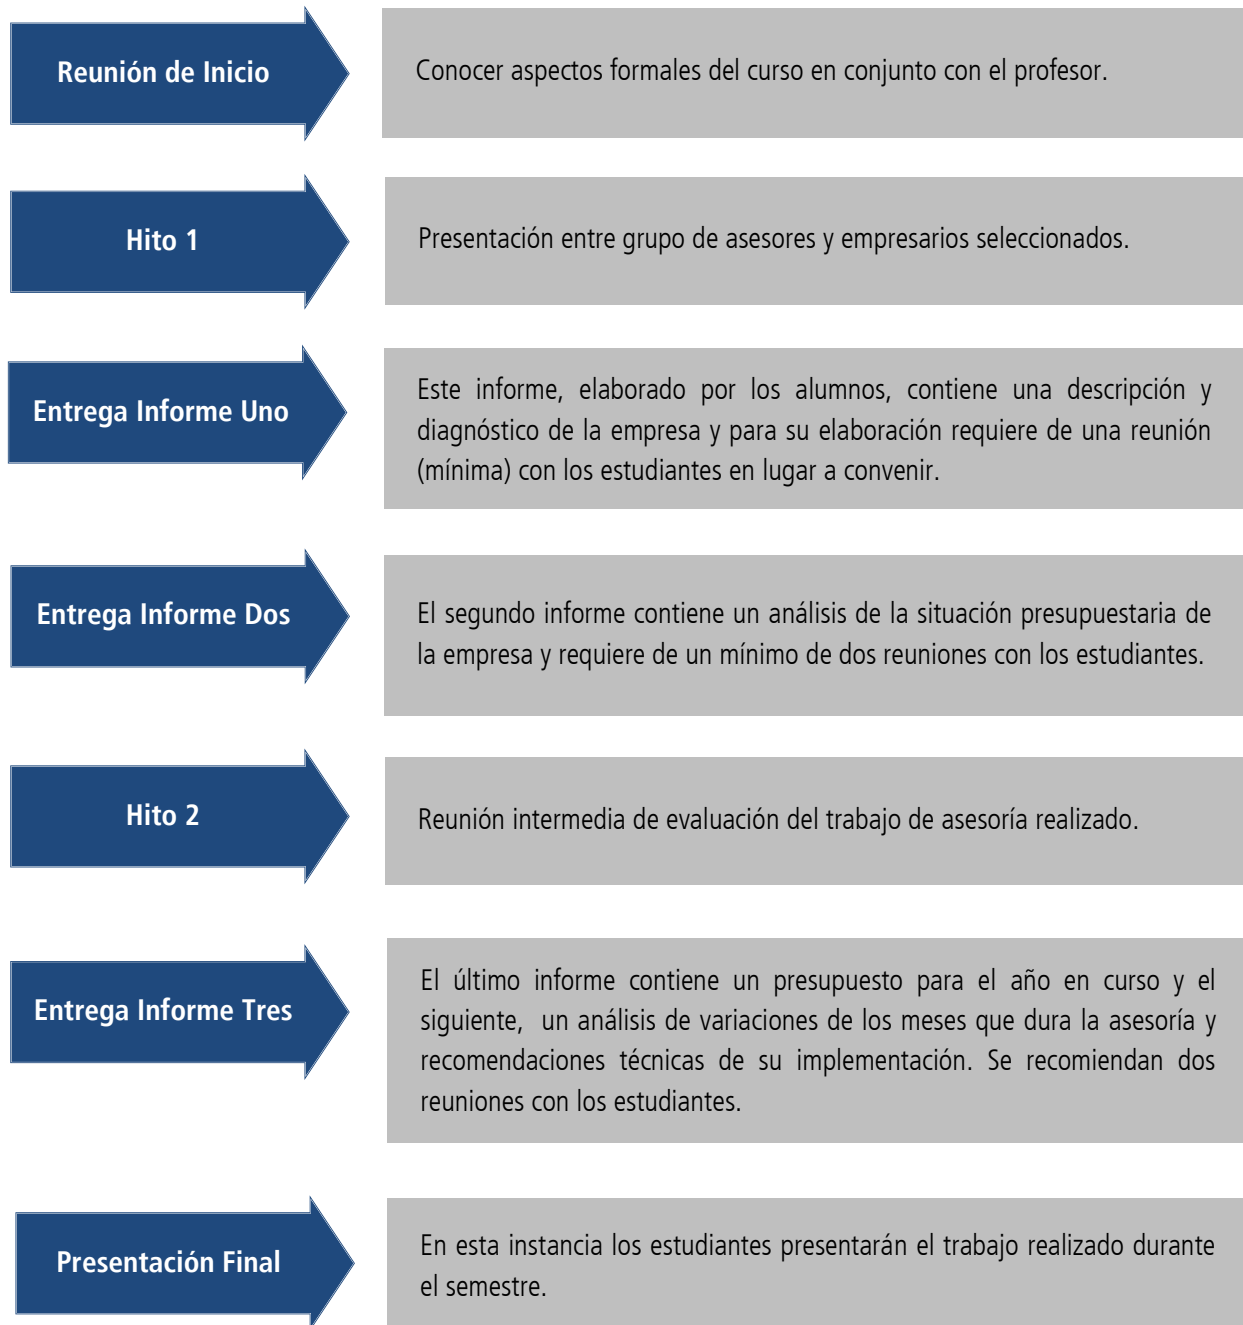 Reunión de Inicio
Conocer aspectos formales del curso en conjunto con el profesor.
Hito 1
Presentación entre grupo de asesores y empresarios seleccionados.
Entrega Informe Uno
Este informe, elaborado por los alumnos, contiene una descripción y
diagnóstico de la empresa y para su elaboración requiere de una reunión
(mínima) con los estudiantes en lugar a convenir.
Entrega Informe Dos
El segundo informe contiene un análisis de la situación presupuestaria de
la empresa y requiere de un mínimo de dos reuniones con los estudiantes.
Hito 2
Reunión intermedia de evaluación del trabajo de asesoría realizado.
Entrega Informe Tres
El último informe contiene un presupuesto para el año en curso y el
siguiente, un análisis de variaciones de los meses que dura la asesoría y
recomendaciones técnicas de su implementación. Se recomiendan dos
reuniones con los estudiantes.
Presentación Final
En esta instancia los estudiantes presentarán el trabajo realizado durante
el semestre.